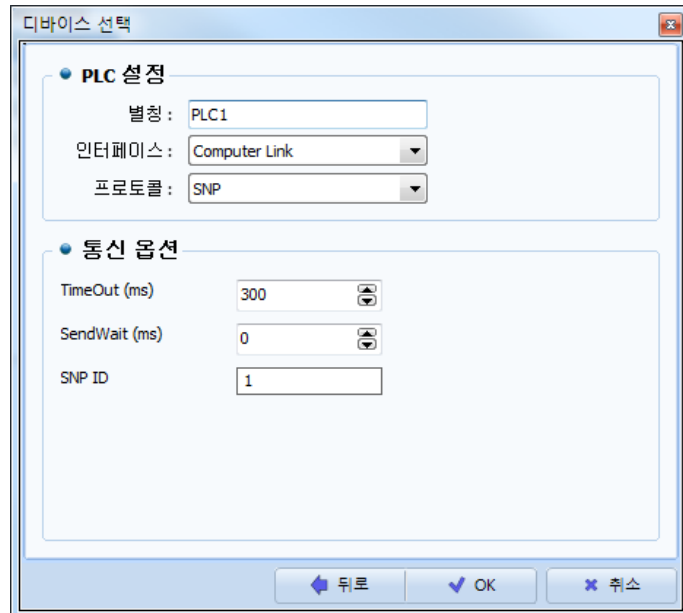 디바이스 선택
PLC 설정
별칭 : PLC1
인터페이스 : Computer Link
프로토콜 : SNP
통신 옵션
TimeOut (ms) 300
SendWait (ms) 0
SNP ID 1
뒤로 OK 취소